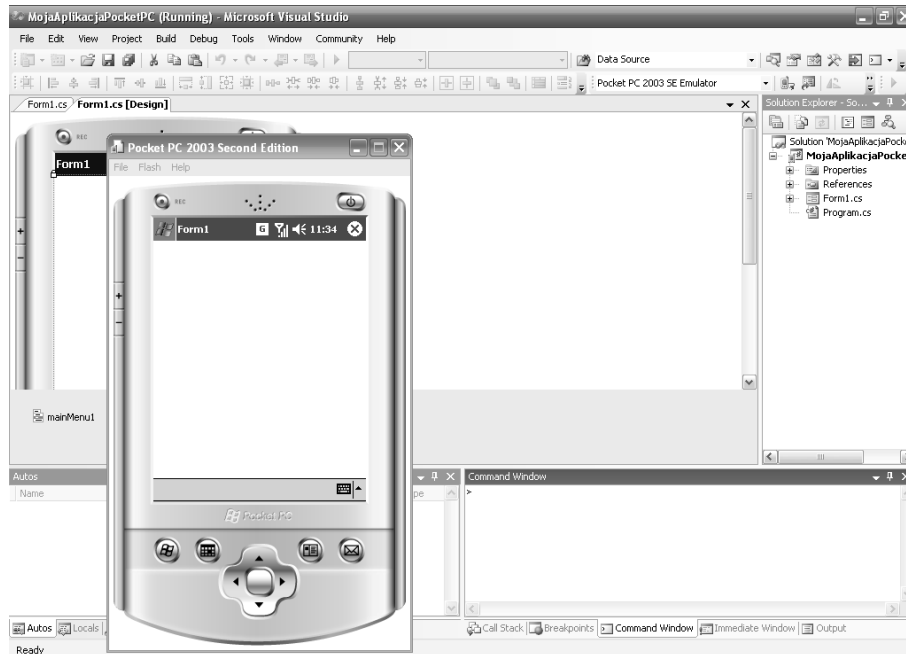 MojaAplikacjaPocketPC (Running) - Microsoft Visual Studio
File Edit View Project Build Debug Tools Window Community Help
Data Source
Pocket PC 2003 SE Emulator
Form1.cs Form1.cs [Design]
Solution Explorer - So...
REC
Form1
Pocket PC 2003 Second Edition
File Flash Help
REC
Form1 G 11:34
Solution 'MojaAplikacjaPock
MojaAplikacjaPocke
Properties
References
Form1.cs
Program.cs
mainMenu1
Autos
Name
pe
Command Window
>
Pocket PC
Autos Locals
Call Stack Breakpoints Command Window Immediate Window Output
Ready